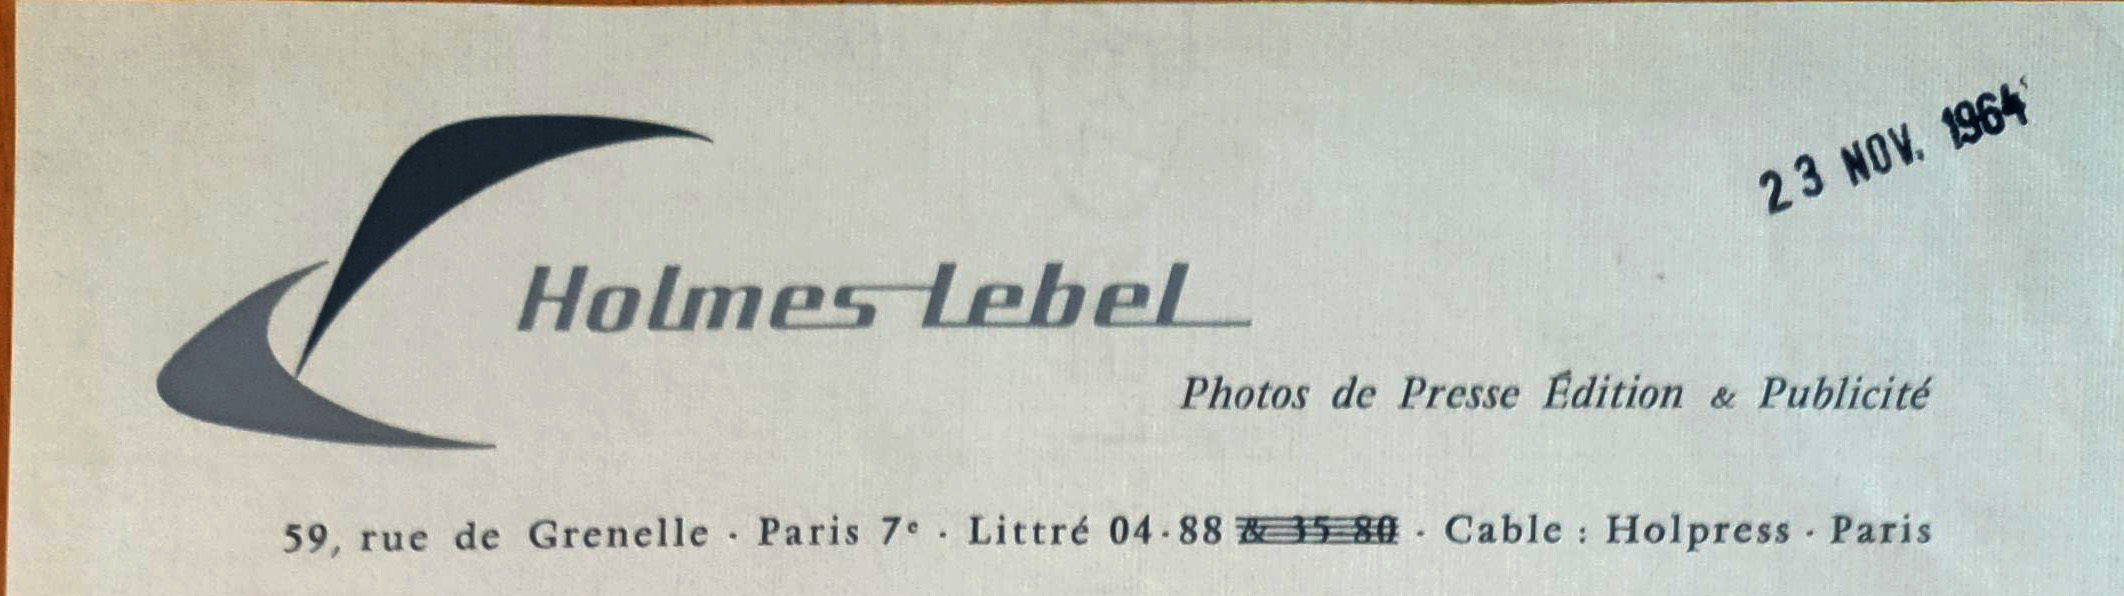 23 NOV. 1964
Holmes-Lebel
Photos de Presse Édition & Publicité
59, rue de Grenelle · Paris 7e · Littré 04-88 & 35-80 · Cable : Holpress · Paris